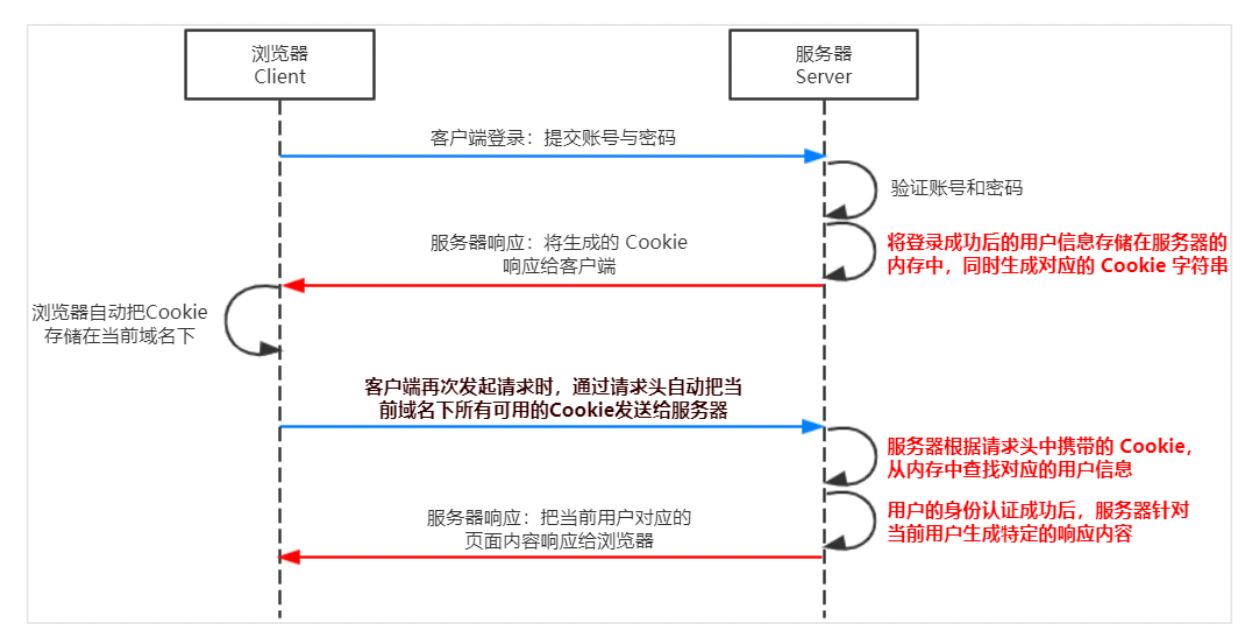 浏览器
Client
服务器
Server
客户端登录：提交账号与密码
验证账号和密码
将登录成功后的用户信息存储在服务器的
内存中，同时生成对应的 Cookie 字符串
服务器响应：将生成的 Cookie
响应给客户端
浏览器自动把Cookie
存储在当前域名下
客户端再次发起请求时，通过请求头自动把当
前域名下所有可用的Cookie发送给服务器
服务器根据请求头中携带的 Cookie，
从内存中查找对应的用户信息
用户的身份认证成功后，服务器针对
当前用户生成特定的响应内容
服务器响应：把当前用户对应的
页面内容响应给浏览器